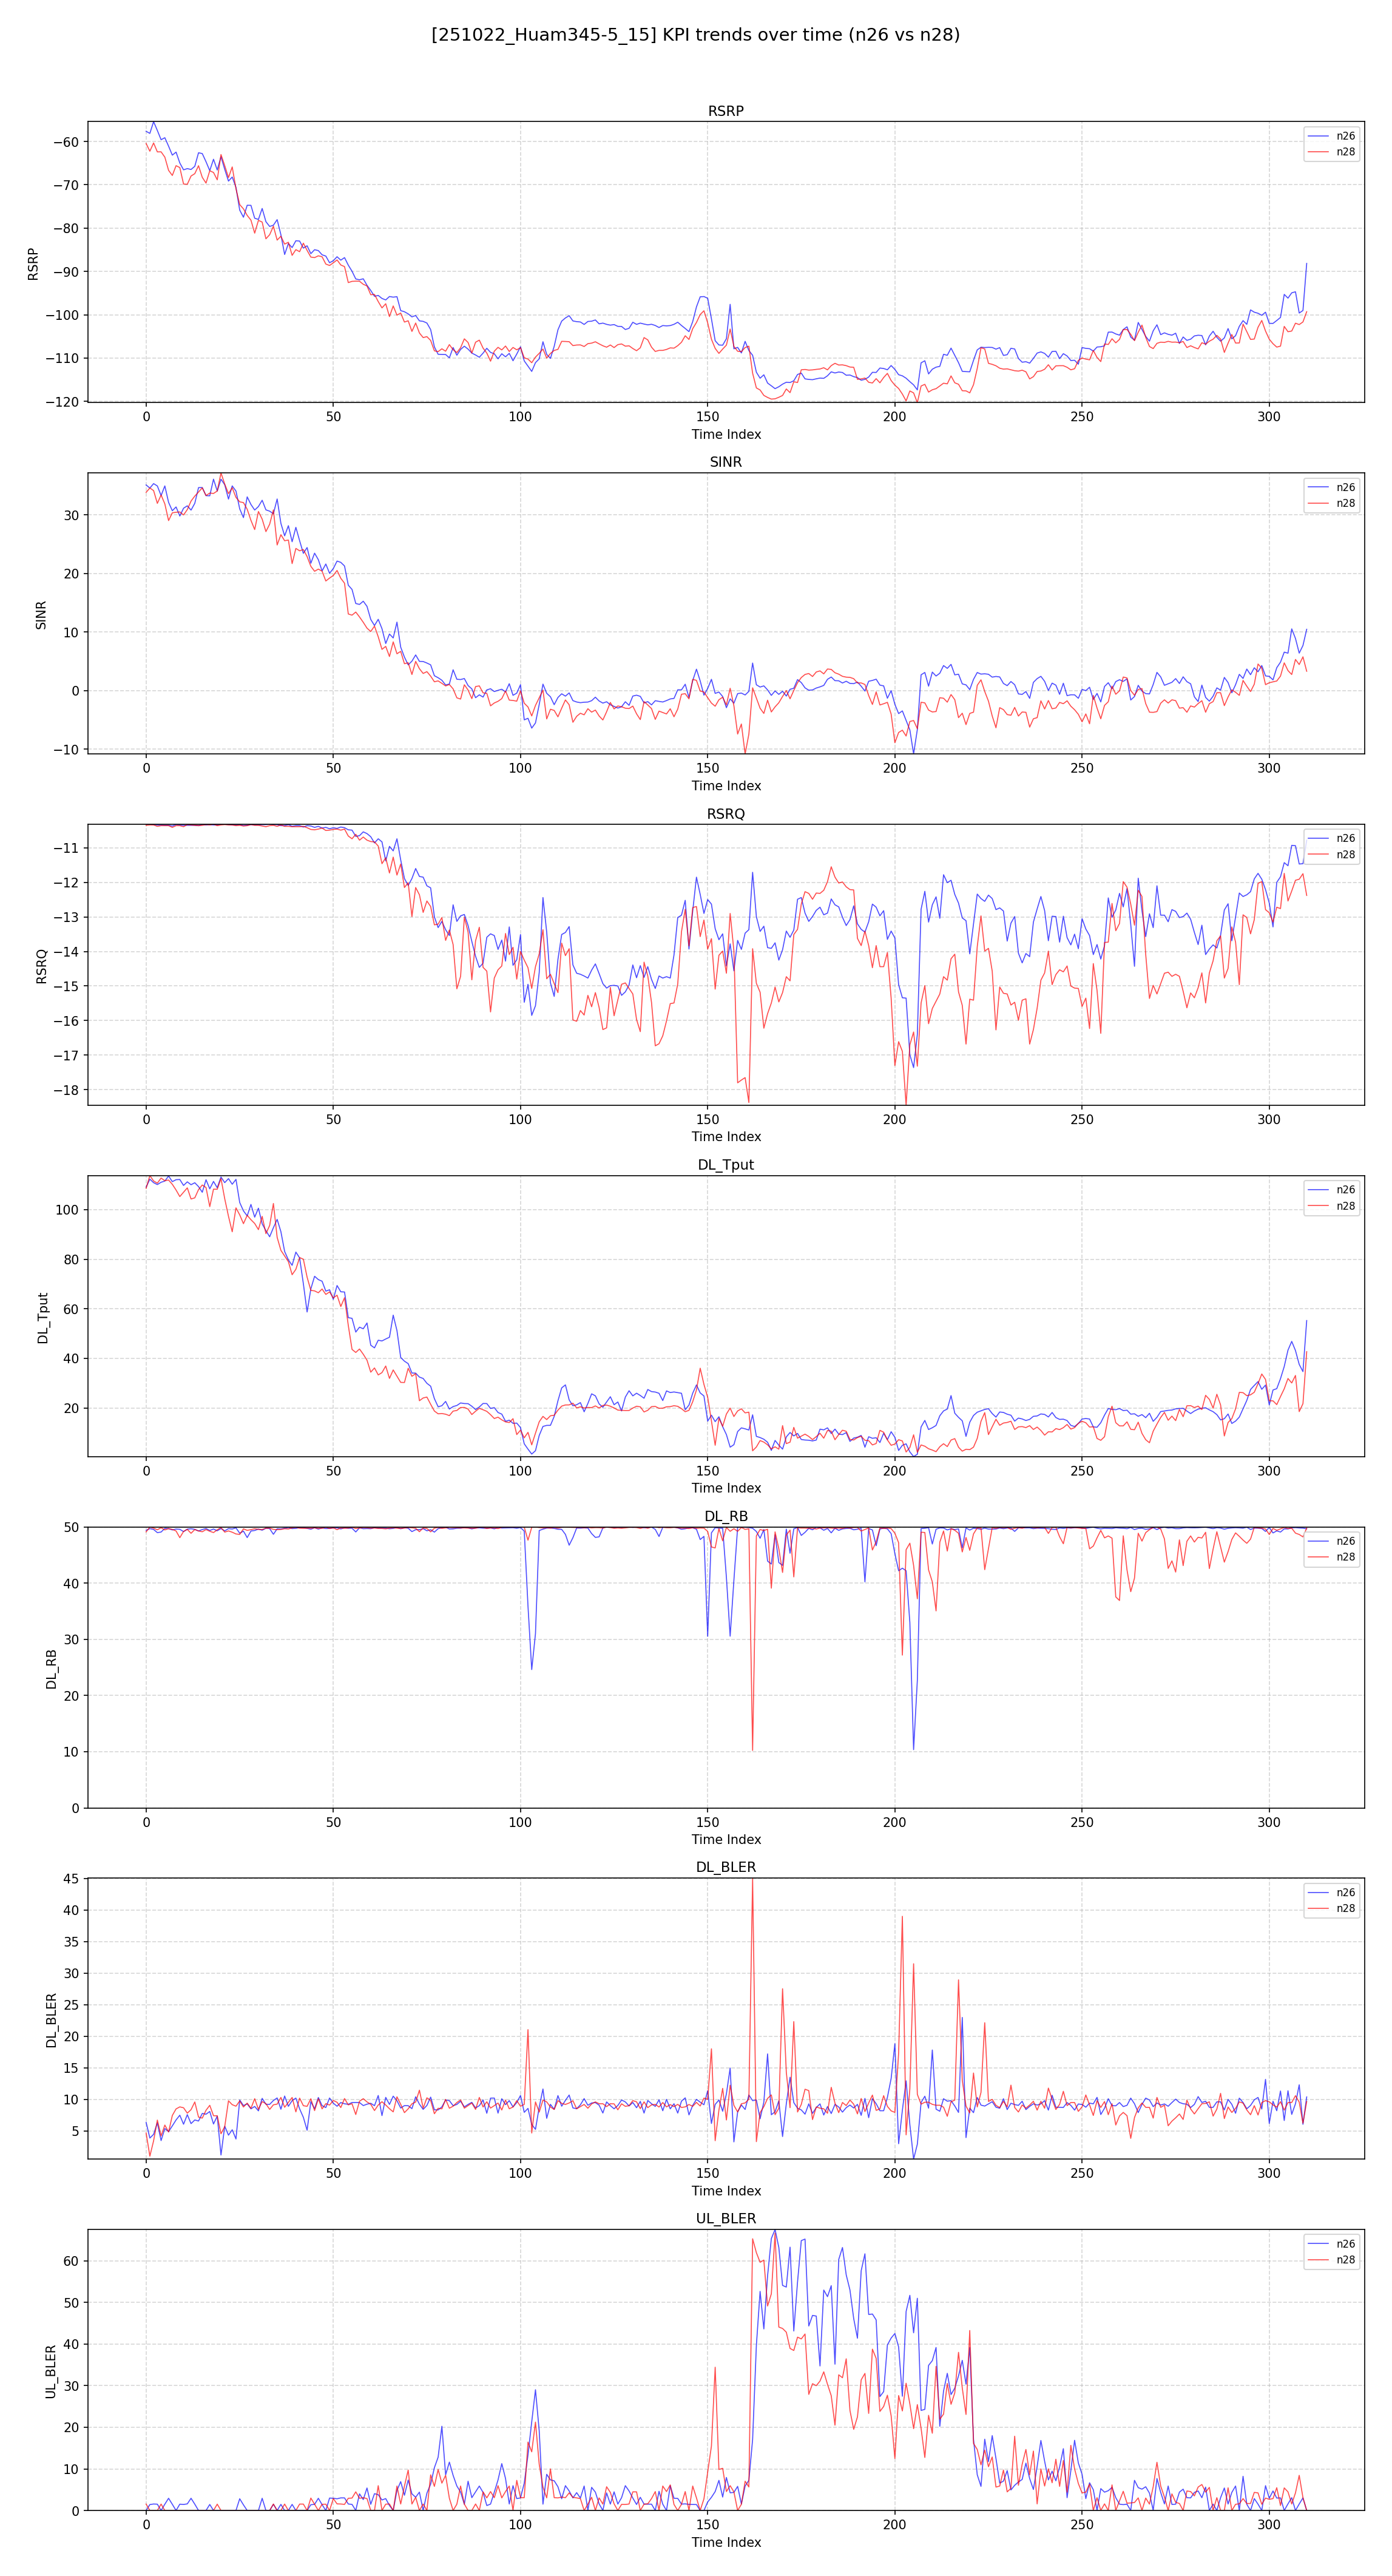 [251022_Huam345-5_15] KPI trends over time (n26 vs n28)
RSRP
n26
n28
RSRP
−60
−70
−80
−90
−100
−110
−120
0 50 100 150 200 250 300
Time Index
SINR
n26
n28
SINR
30
20
10
0
−10
0 50 100 150 200 250 300
Time Index
RSRQ
n26
n28
RSRQ
−11
−12
−13
−14
−15
−16
−17
−18
0 50 100 150 200 250 300
Time Index
DL_Tput
n26
n28
DL_Tput
100
80
60
40
20
0 50 100 150 200 250 300
Time Index
DL_RB
n26
n28
DL_RB
50
40
30
20
10
0
0 50 100 150 200 250 300
Time Index
DL_BLER
n26
n28
DL_BLER
45
40
35
30
25
20
15
10
5
0 50 100 150 200 250 300
Time Index
UL_BLER
n26
n28
UL_BLER
60
50
40
30
20
10
0
0 50 100 150 200 250 300
Time Index